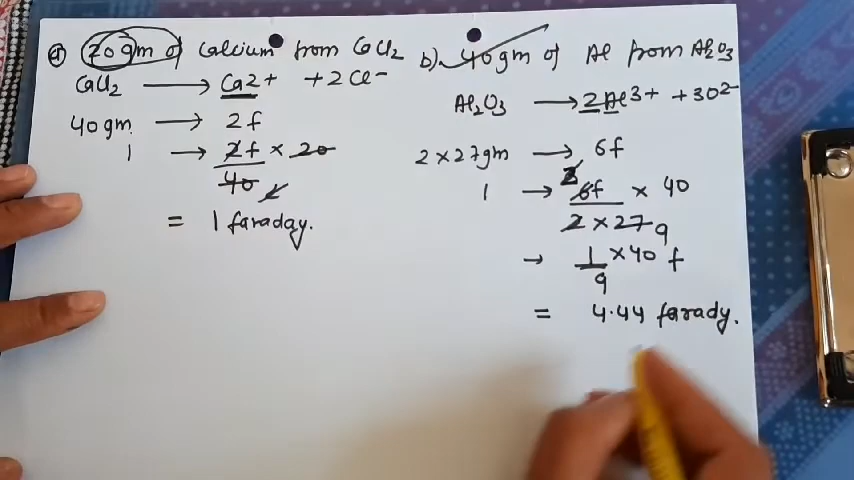 a) 20gm of Calcium from CaCl2
CaCl2 ⟶ Ca2+ + 2Cl−
40gm ⟶ 2f
1 → 2f × 20
40 2
= 1 faraday.
b) 40gm of Al from Al2O3
Al2O3 ⟶ 2Al3+ + 3O2−
2×27gm ⟶ 6f
1 → 6f × 40
2 × 27 9
→ 1 × 40 f
9
= 4.44 farady.